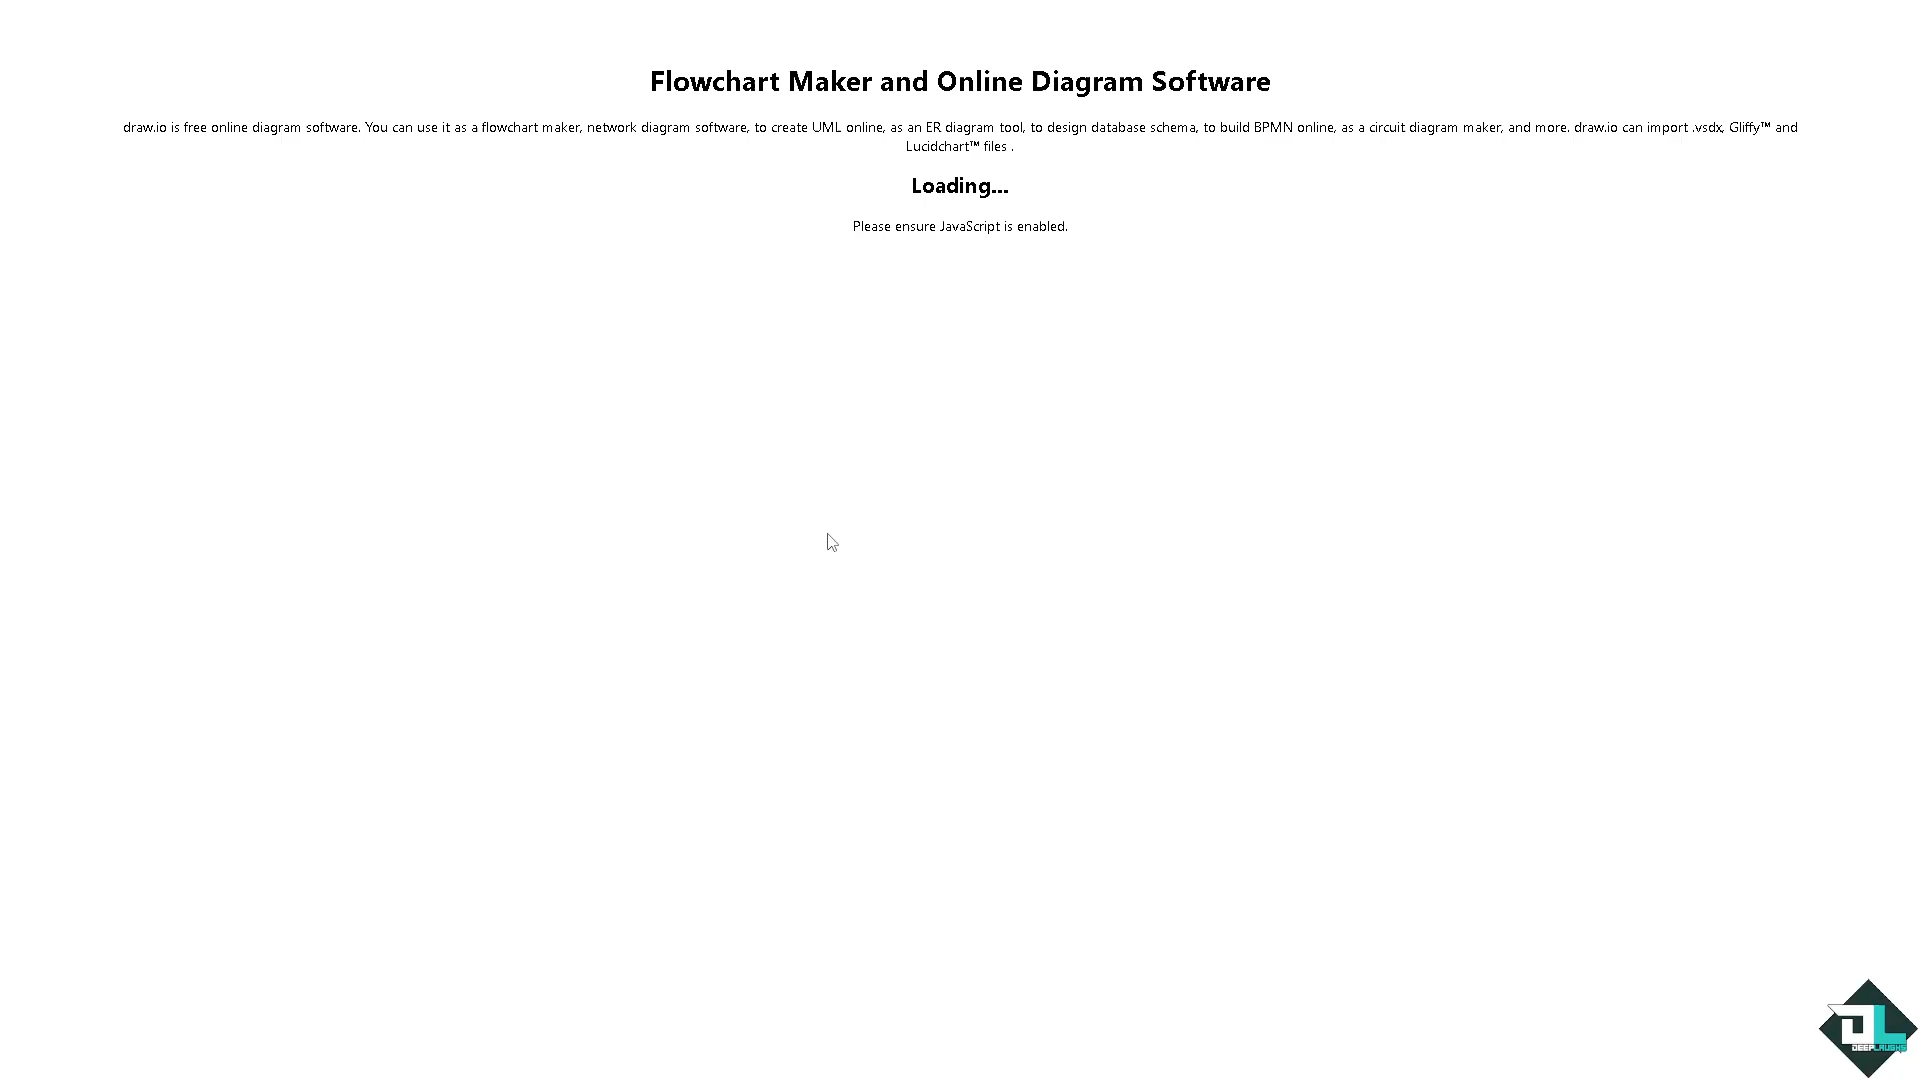 Flowchart Maker and Online Diagram Software
draw.io is free online diagram software. You can use it as a flowchart maker, network diagram software, to create UML online, as an ER diagram tool, to design database schema, to build BPMN online, as a circuit diagram maker, and more. draw.io can import .vsdx, Gliffy™ and
Lucidchart™ files .
Loading...
Please ensure JavaScript is enabled.
DEEPLAUGHS